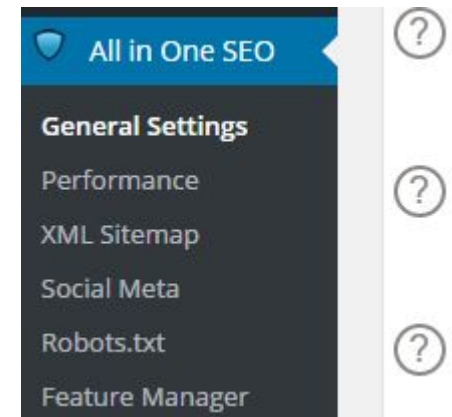 All in One SEO
?
General Settings
Performance
?
XML Sitemap
Social Meta
Robots.txt
?
Feature Manager